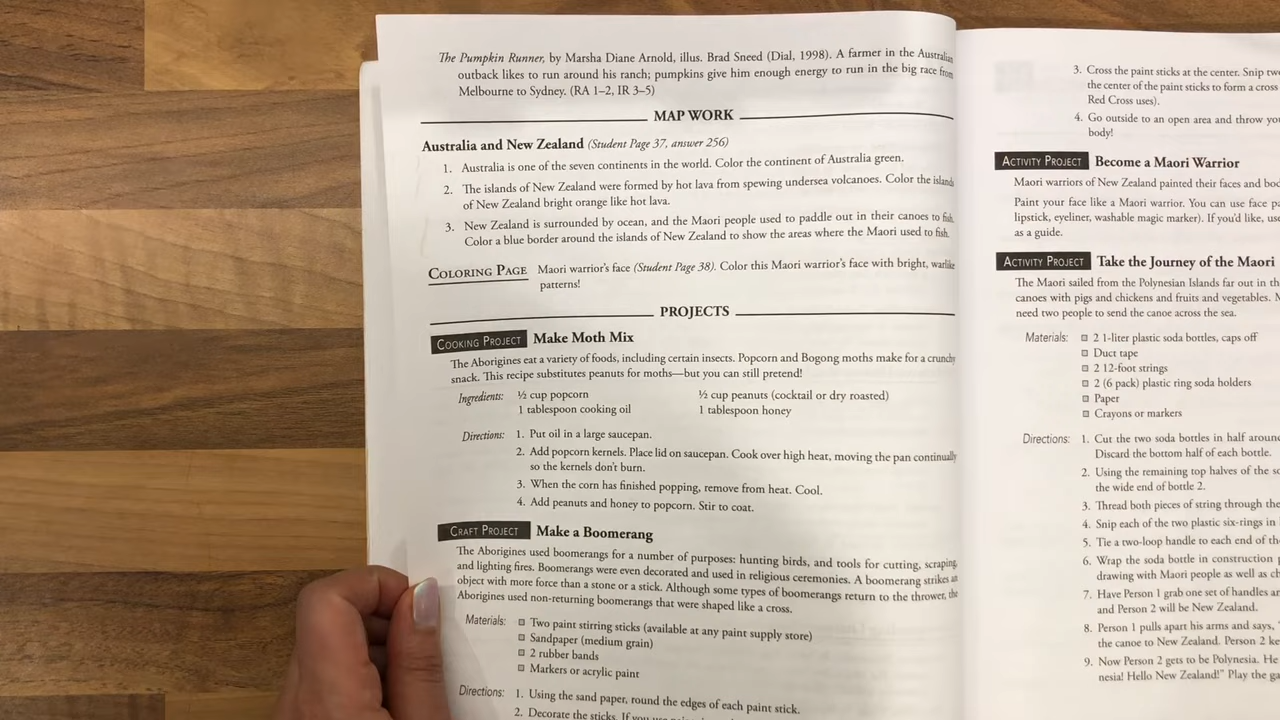 The Pumpkin Runner, by Marsha Diane Arnold, illus. Brad Sneed (Dial, 1998). A farmer in the Australian
outback likes to run around his ranch; pumpkins give him enough energy to run in the big race from
Melbourne to Sydney. (RA 1–2, IR 3–5)
MAP WORK
Australia and New Zealand (Student Page 37, answer 256)
1. Australia is one of the seven continents in the world. Color the continent of Australia green.
2. The islands of New Zealand were formed by hot lava from spewing undersea volcanoes. Color the islands
of New Zealand bright orange like hot lava.
3. New Zealand is surrounded by ocean, and the Maori people used to paddle out in their canoes to fish.
Color a blue border around the islands of New Zealand to show the areas where the Maori used to fish.
COLORING PAGE Maori warrior's face (Student Page 38). Color this Maori warrior's face with bright, warlike
patterns!
PROJECTS
COOKING PROJECT Make Moth Mix
The Aborigines eat a variety of foods, including certain insects. Popcorn and Bogong moths make for a crunchy
snack. This recipe substitutes peanuts for moths—but you can still pretend!
Ingredients: ½ cup popcorn ½ cup peanuts (cocktail or dry roasted)
1 tablespoon cooking oil 1 tablespoon honey
Directions: 1. Put oil in a large saucepan.
2. Add popcorn kernels. Place lid on saucepan. Cook over high heat, moving the pan continually
so the kernels don't burn.
3. When the corn has finished popping, remove from heat. Cool.
4. Add peanuts and honey to popcorn. Stir to coat.
CRAFT PROJECT Make a Boomerang
The Aborigines used boomerangs for a number of purposes: hunting birds, and tools for cutting, scraping,
and lighting fires. Boomerangs were even decorated and used in religious ceremonies. A boomerang strikes an
object with more force than a stone or a stick. Although some types of boomerangs return to the thrower, the
Aborigines used non-returning boomerangs that were shaped like a cross.
Materials: Two paint stirring sticks (available at any paint supply store)
Sandpaper (medium grain)
2 rubber bands
Markers or acrylic paint
Directions: 1. Using the sand paper, round the edges of each paint stick.
2. Decorate the sticks. If you use
3. Cross the paint sticks at the center. Snip
the center of the paint sticks to form a cross
Red Cross uses).
4. Go outside to an open area and throw
body!
ACTIVITY PROJECT Become a Maori Warrior
Maori warriors of New Zealand painted their faces and
Paint your face like a Maori warrior. You can use face
lipstick, eyeliner, washable magic marker). If you'd like,
as a guide.
ACTIVITY PROJECT Take the Journey of the Maori
The Maori sailed from the Polynesian Islands far out in
canoes with pigs and chickens and fruits and vegetables.
need two people to send the canoe across the sea.
Materials: 2 1-liter plastic soda bottles, caps off
Duct tape
2 12-foot strings
2 (6 pack) plastic ring soda holders
Paper
Crayons or markers
Directions: 1. Cut the two soda bottles in half
Discard the bottom half of each bottle.
2. Using the remaining top halves of the
the wide end of bottle 2.
3. Thread both pieces of string through the
4. Snip each of the two plastic six-rings in
5. Tie a two-loop handle to each end of
6. Wrap the soda bottle in construction
drawing with Maori people as well as
7. Have Person 1 grab one set of handles
and Person 2 will be New Zealand.
8. Person 1 pulls apart his arms and says,
the canoe to New Zealand. Person 2
9. Now Person 2 gets to be Polynesia. He
nesia! Hello New Zealand!" Play the